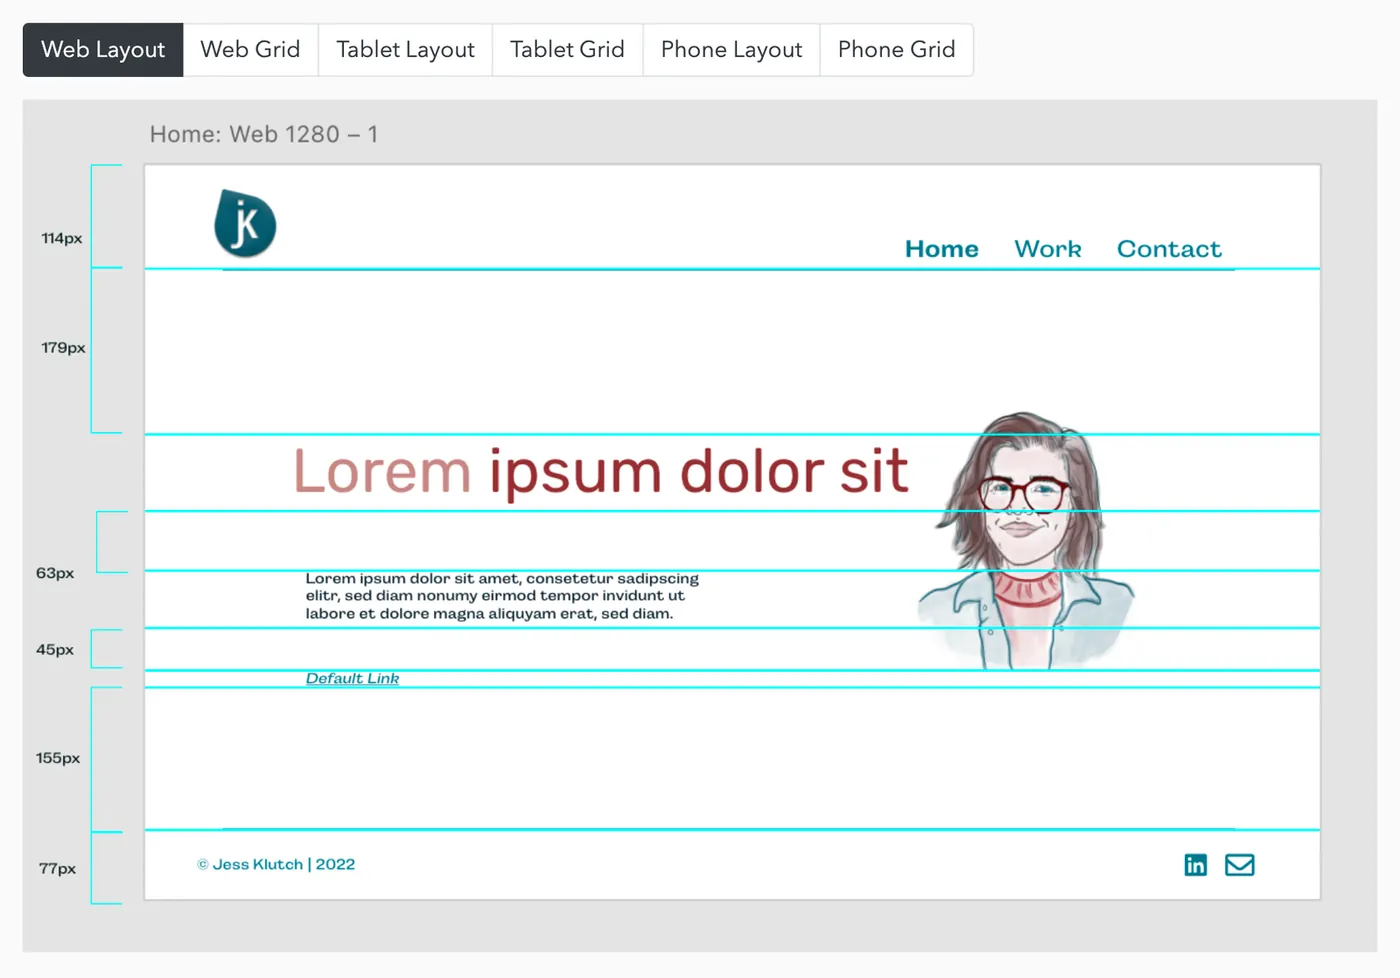 Web Layout Web Grid Tablet Layout Tablet Grid Phone Layout Phone Grid
Home: Web 1280 – 1
jK
Home Work Contact
114px
179px
Lorem ipsum dolor sit
63px
Lorem ipsum dolor sit amet, consetetur sadipscing
elitr, sed diam nonumy eirmod tempor invidunt ut
labore et dolore magna aliquyam erat, sed diam.
45px
Default Link
155px
77px
© Jess Klutch | 2022
in